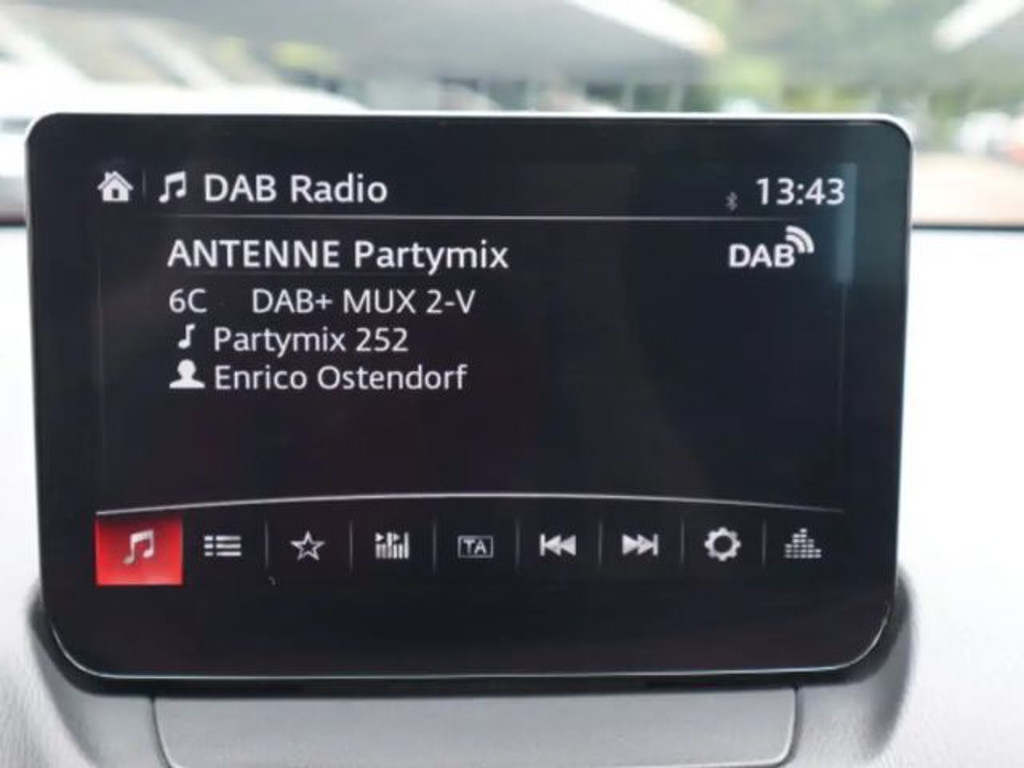 DAB Radio 13:43
ANTENNE Partymix DAB
6C DAB+ MUX 2-V
Partymix 252
Enrico Ostendorf
TA